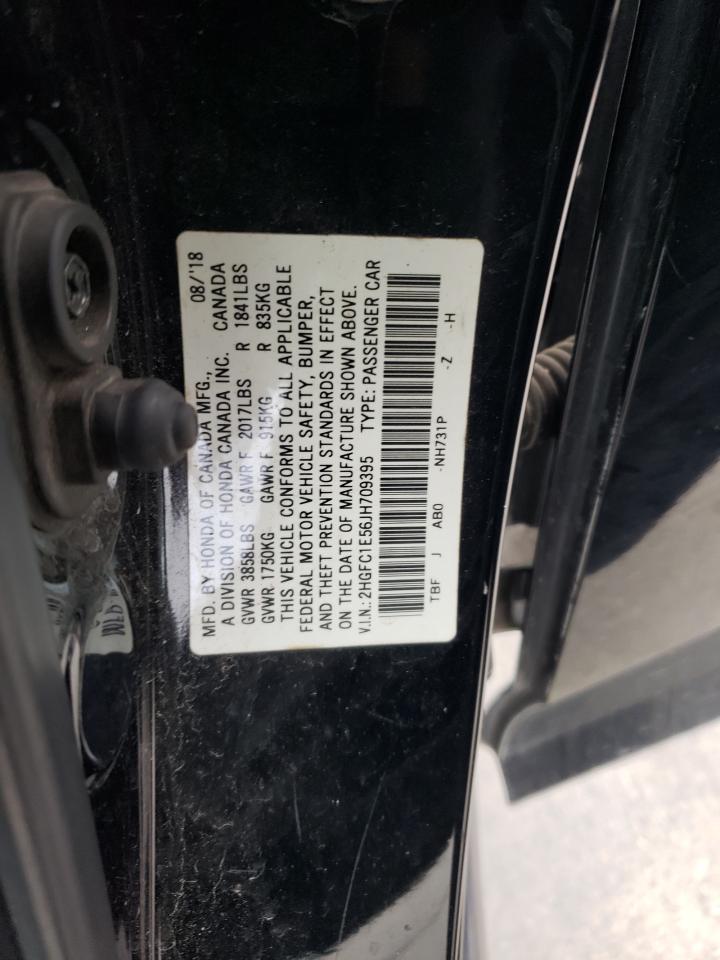 MFD. BY HONDA OF CANADA MFG., 08/'18
A DIVISION OF HONDA CANADA INC. CANADA
GVWR 3858LBS GAWR F 2017LBS R 1841LBS
GVWR 1750KG GAWR F 915KG R 835KG
THIS VEHICLE CONFORMS TO ALL APPLICABLE
FEDERAL MOTOR VEHICLE SAFETY, BUMPER,
AND THEFT PREVENTION STANDARDS IN EFFECT
ON THE DATE OF MANUFACTURE SHOWN ABOVE.
V.I.N.: 2HGFC1E56JH709395 TYPE: PASSENGER CAR
TBF J AB0 -NH731P -Z -H